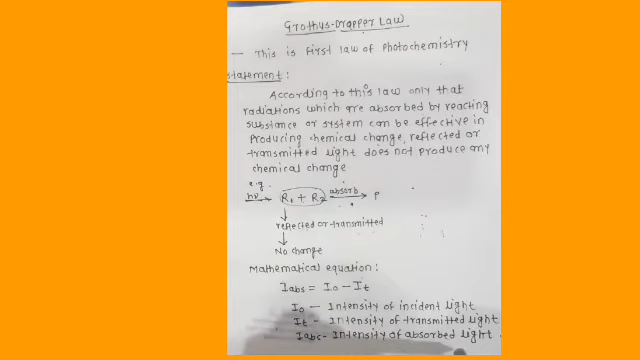 Grothus-Drapper Law
— This is First law of Photochemistry
statement :
According to this law only that
radiations which are absorbed by reacting
substance or system can be effective in
Producing chemical change, reflected or
transmitted light does not produce any
chemical change
e.g.
hν → R1 + R2 absorb → P
↓
reflected or transmitted
↓
No change
Mathematical equation :
Iabs = Io − It
Io — Intensity of incident light
It — Intensity of transmitted light
Iabs — Intensity of absorbed light